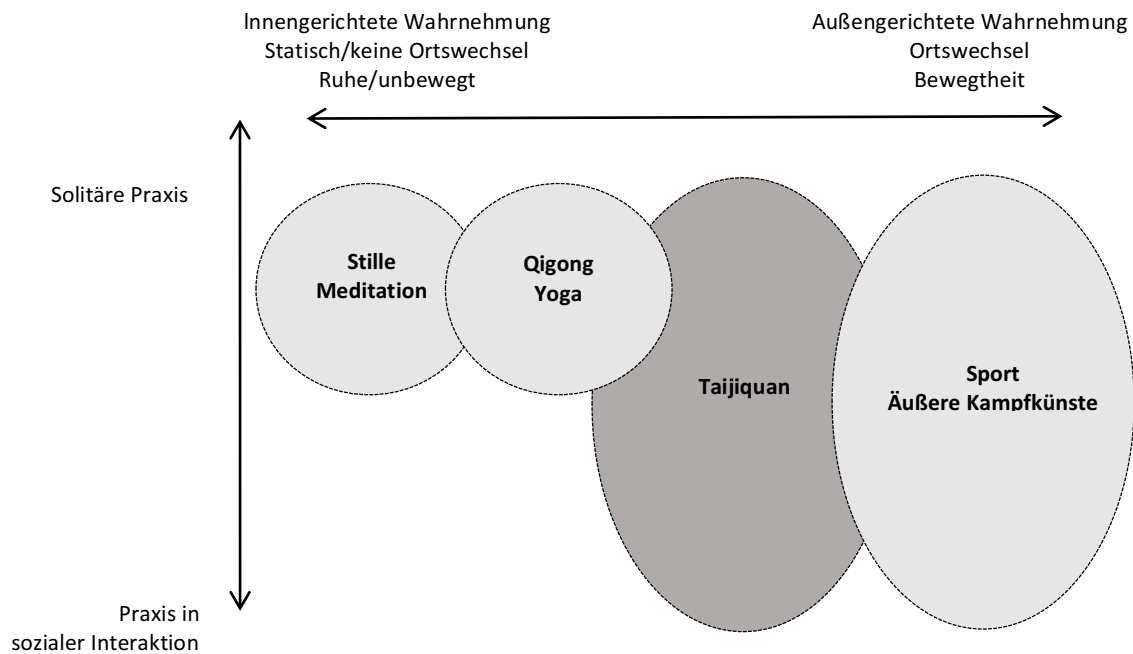 Innengerichtete Wahrnehmung
Statisch/keine Ortswechsel
Ruhe/unbewegt
Außengerichtete Wahrnehmung
Ortswechsel
Bewegtheit
Solitäre Praxis
Stille
Meditation
Qigong
Yoga
Taijiquan
Sport
Äußere Kampfkünste
Praxis in
sozialer Interaktion